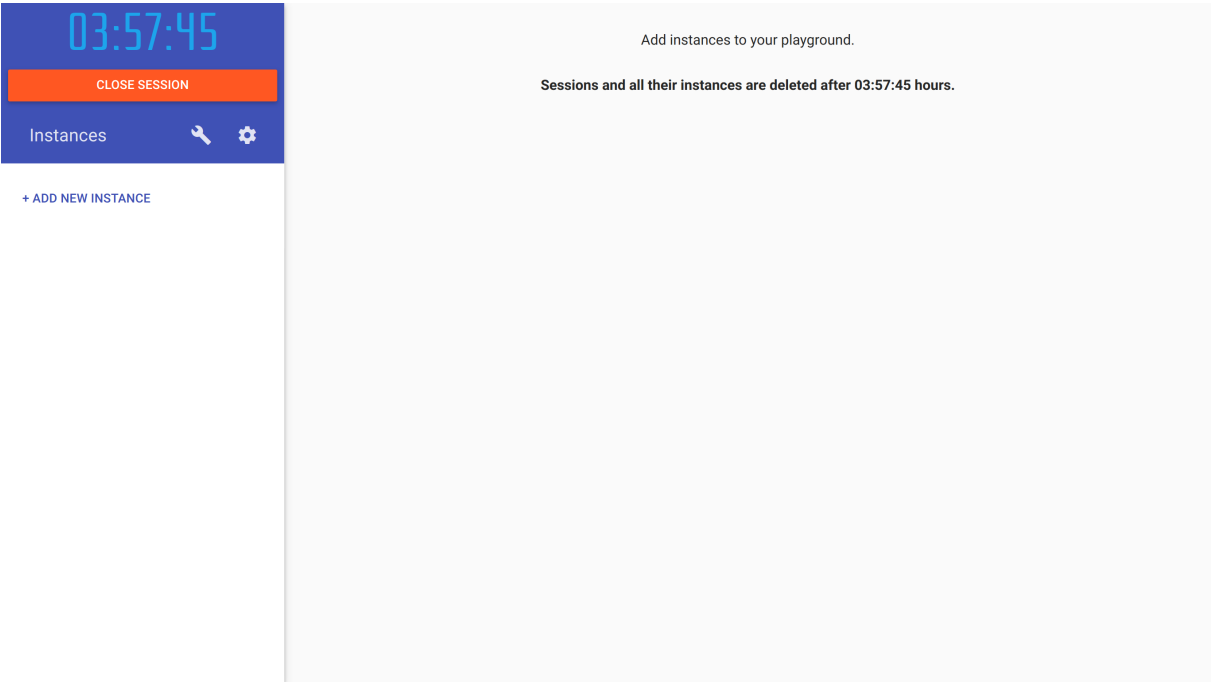 03:57:45
CLOSE SESSION
Instances
+ ADD NEW INSTANCE
Add instances to your playground.
Sessions and all their instances are deleted after 03:57:45 hours.